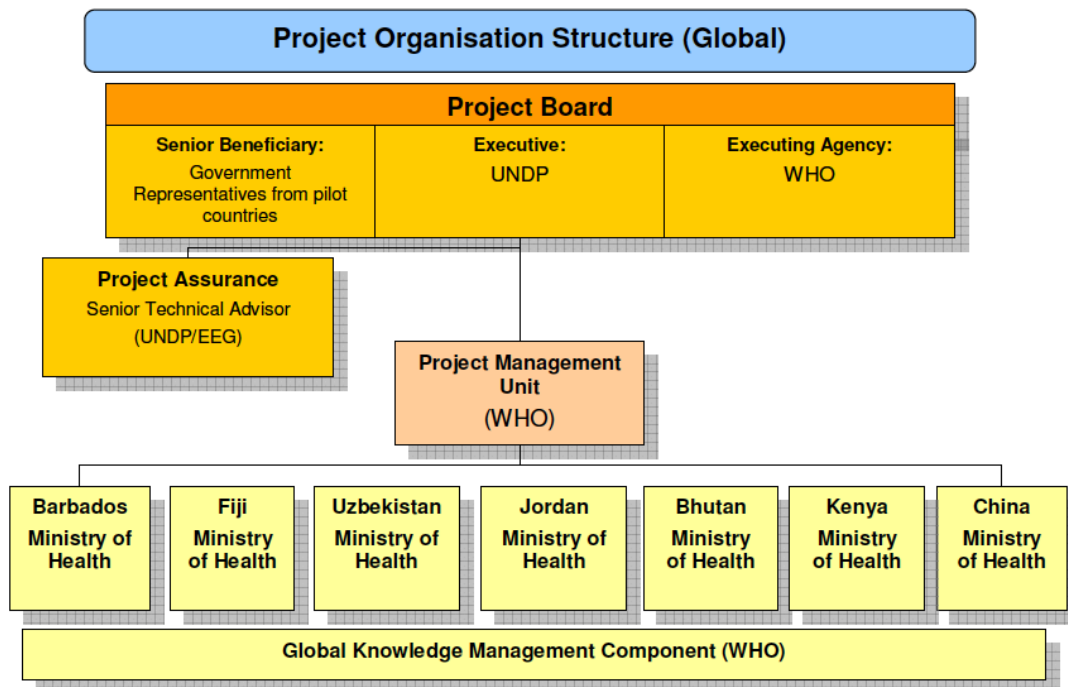 Project Organisation Structure (Global)
Project Board
Senior Beneficiary:
Government
Representatives from pilot
countries
Executive:
UNDP
Executing Agency:
WHO
Project Assurance
Senior Technical Advisor
(UNDP/EEG)
Project Management
Unit
(WHO)
Barbados
Ministry of
Health
Fiji
Ministry
of Health
Uzbekistan
Ministry of
Health
Jordan
Ministry of
Health
Bhutan
Ministry
of Health
Kenya
Ministry
of Health
China
Ministry
of Health
Global Knowledge Management Component (WHO)